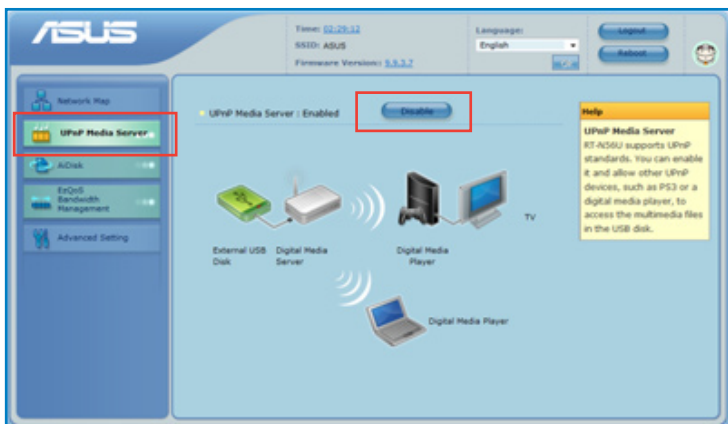 ASUS
Time: 02:29:12
SSID: ASUS
Firmware Version: 9.9.3.7
Language:
English
Logout
Reboot
Network Map
UPnP Media Server
AiDisk
EzQoS
Bandwidth
Management
Advanced Setting
UPnP Media Server : Enabled
Disable
External USB
Disk
Digital Media
Server
Digital Media
Player
TV
Digital Media Player
Help
UPnP Media Server
RT-N56U supports UPnP
standards. You can enable
it and allow other UPnP
devices, such as PS3 or a
digital media player, to
access the multimedia files
in the USB disk.